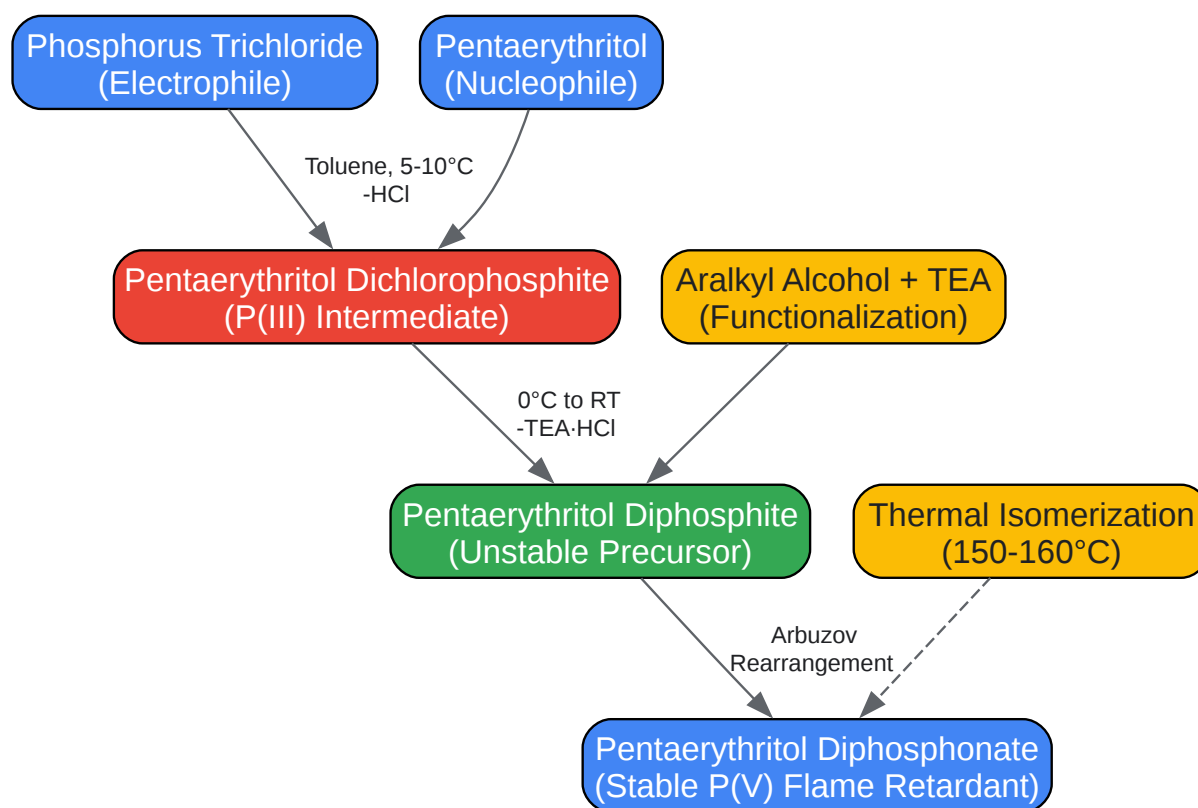 Phosphorus Trichloride
(Electrophile)
Pentaerythritol
(Nucleophile)
Toluene, 5-10°C
-HCl
Pentaerythritol Dichlorophosphite
(P(III) Intermediate)
Aralkyl Alcohol + TEA
(Functionalization)
0°C to RT
-TEA·HCl
Pentaerythritol Diphosphite
(Unstable Precursor)
Thermal Isomerization
(150-160°C)
Arbuzov
Rearrangement
Pentaerythritol Diphosphonate
(Stable P(V) Flame Retardant)